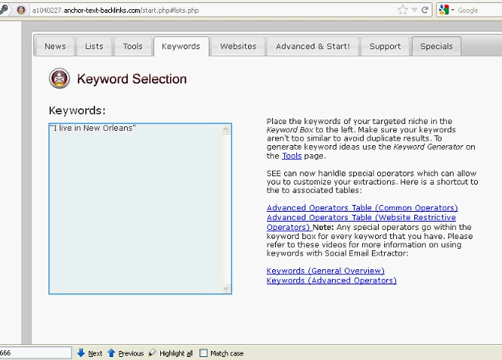 a1040227.anchor-text-backlinks.com/start.php#lists.php
Google
News Lists Tools Keywords Websites Advanced & Start! Support Specials
Keyword Selection
Keywords:
"I live in New Orleans"
Place the keywords of your targeted niche in the
Keyword Box to the left. Make sure your keywords
aren't too similar to avoid duplicate results. To
generate keyword ideas use the Keyword Generator on
the Tools page.
SEE can now hanldle special operators which can allow
you to customize your extractions. Here is a shortcut to
the to associated tables:
Advanced Operators Table (Common Operators)
Advanced Operators Table (Website Restrictive
Operators) Note: Any special operators go within the
keyword box for every keyword that you have. Please
refer to these videos for more information on using
keywords with Social Email Extractor:
Keywords (General Overview)
Keywords (Advanced Operators)
666 Next Previous Highlight all Match case